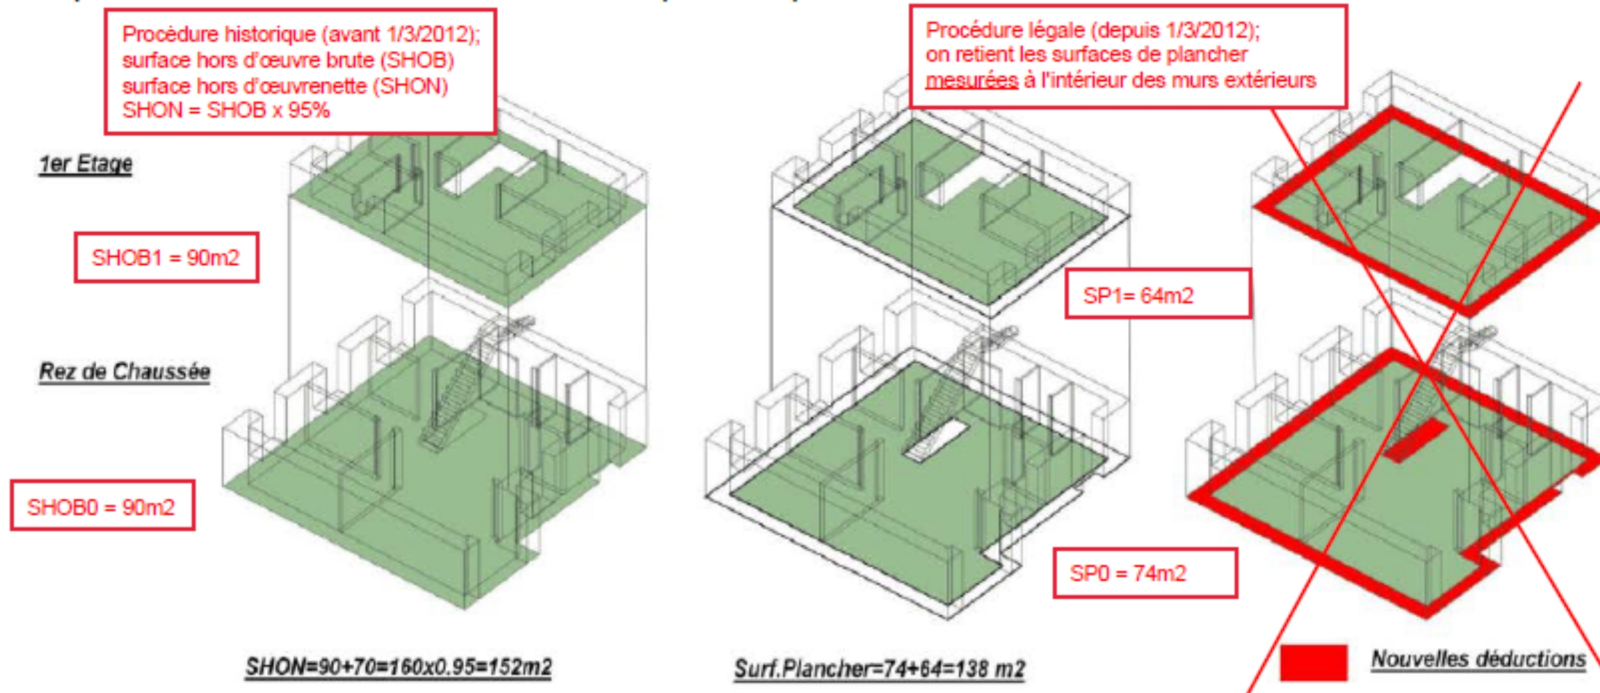 Procédure historique (avant 1/3/2012);
surface hors d'œuvre brute (SHOB)
surface hors d'œuvrenette (SHON)
SHON = SHOB x 95%
Procédure légale (depuis 1/3/2012);
on retient les surfaces de plancher
mesurées à l'intérieur des murs extérieurs
1er Etage
SHOB1 = 90m2
SP1= 64m2
Rez de Chaussée
SHOB0 = 90m2
SP0 = 74m2
SHON=90+70=160x0.95=152m2
Surf.Plancher=74+64=138 m2
Nouvelles déductions